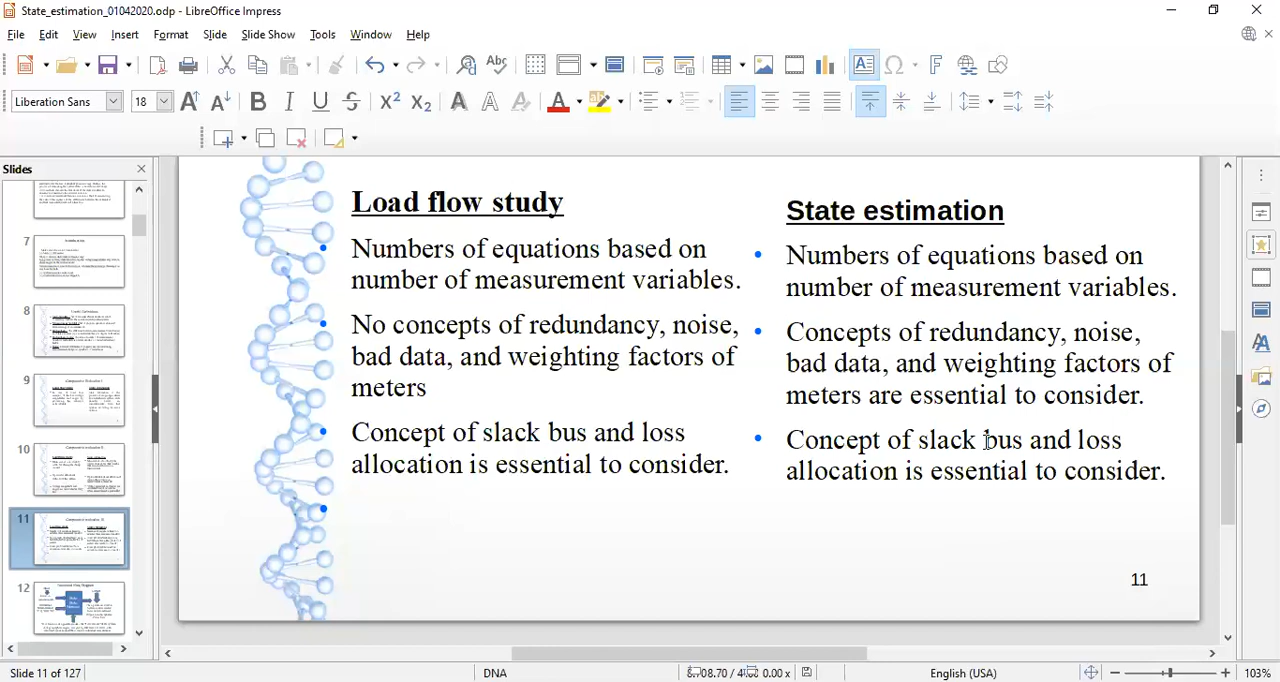 State_estimation_01042020.odp - LibreOffice Impress
File Edit View Insert Format Slide Slide Show Tools Window Help
Liberation Sans 18
Slides
7
8
9
10
11
12
Load flow study
Numbers of equations based on
number of measurement variables.
No concepts of redundancy, noise,
bad data, and weighting factors of
meters
Concept of slack bus and loss
allocation is essential to consider.
State estimation
Numbers of equations based on
number of measurement variables.
Concepts of redundancy, noise,
bad data, and weighting factors of
meters are essential to consider.
Concept of slack bus and loss
allocation is essential to consider.
11
Slide 11 of 127 DNA English (USA) 103%